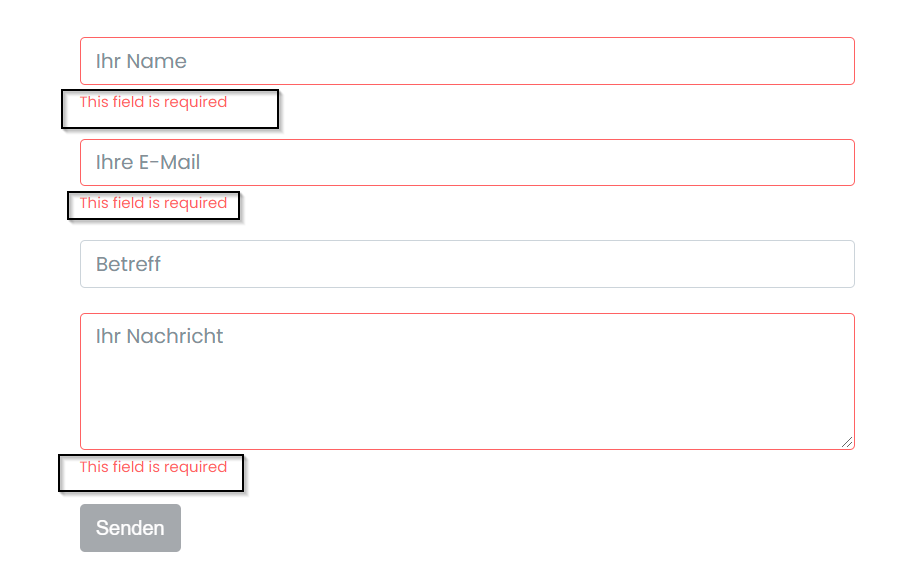 Ihr Name
This field is required
Ihre E-Mail
This field is required
Betreff
Ihr Nachricht
This field is required
Senden